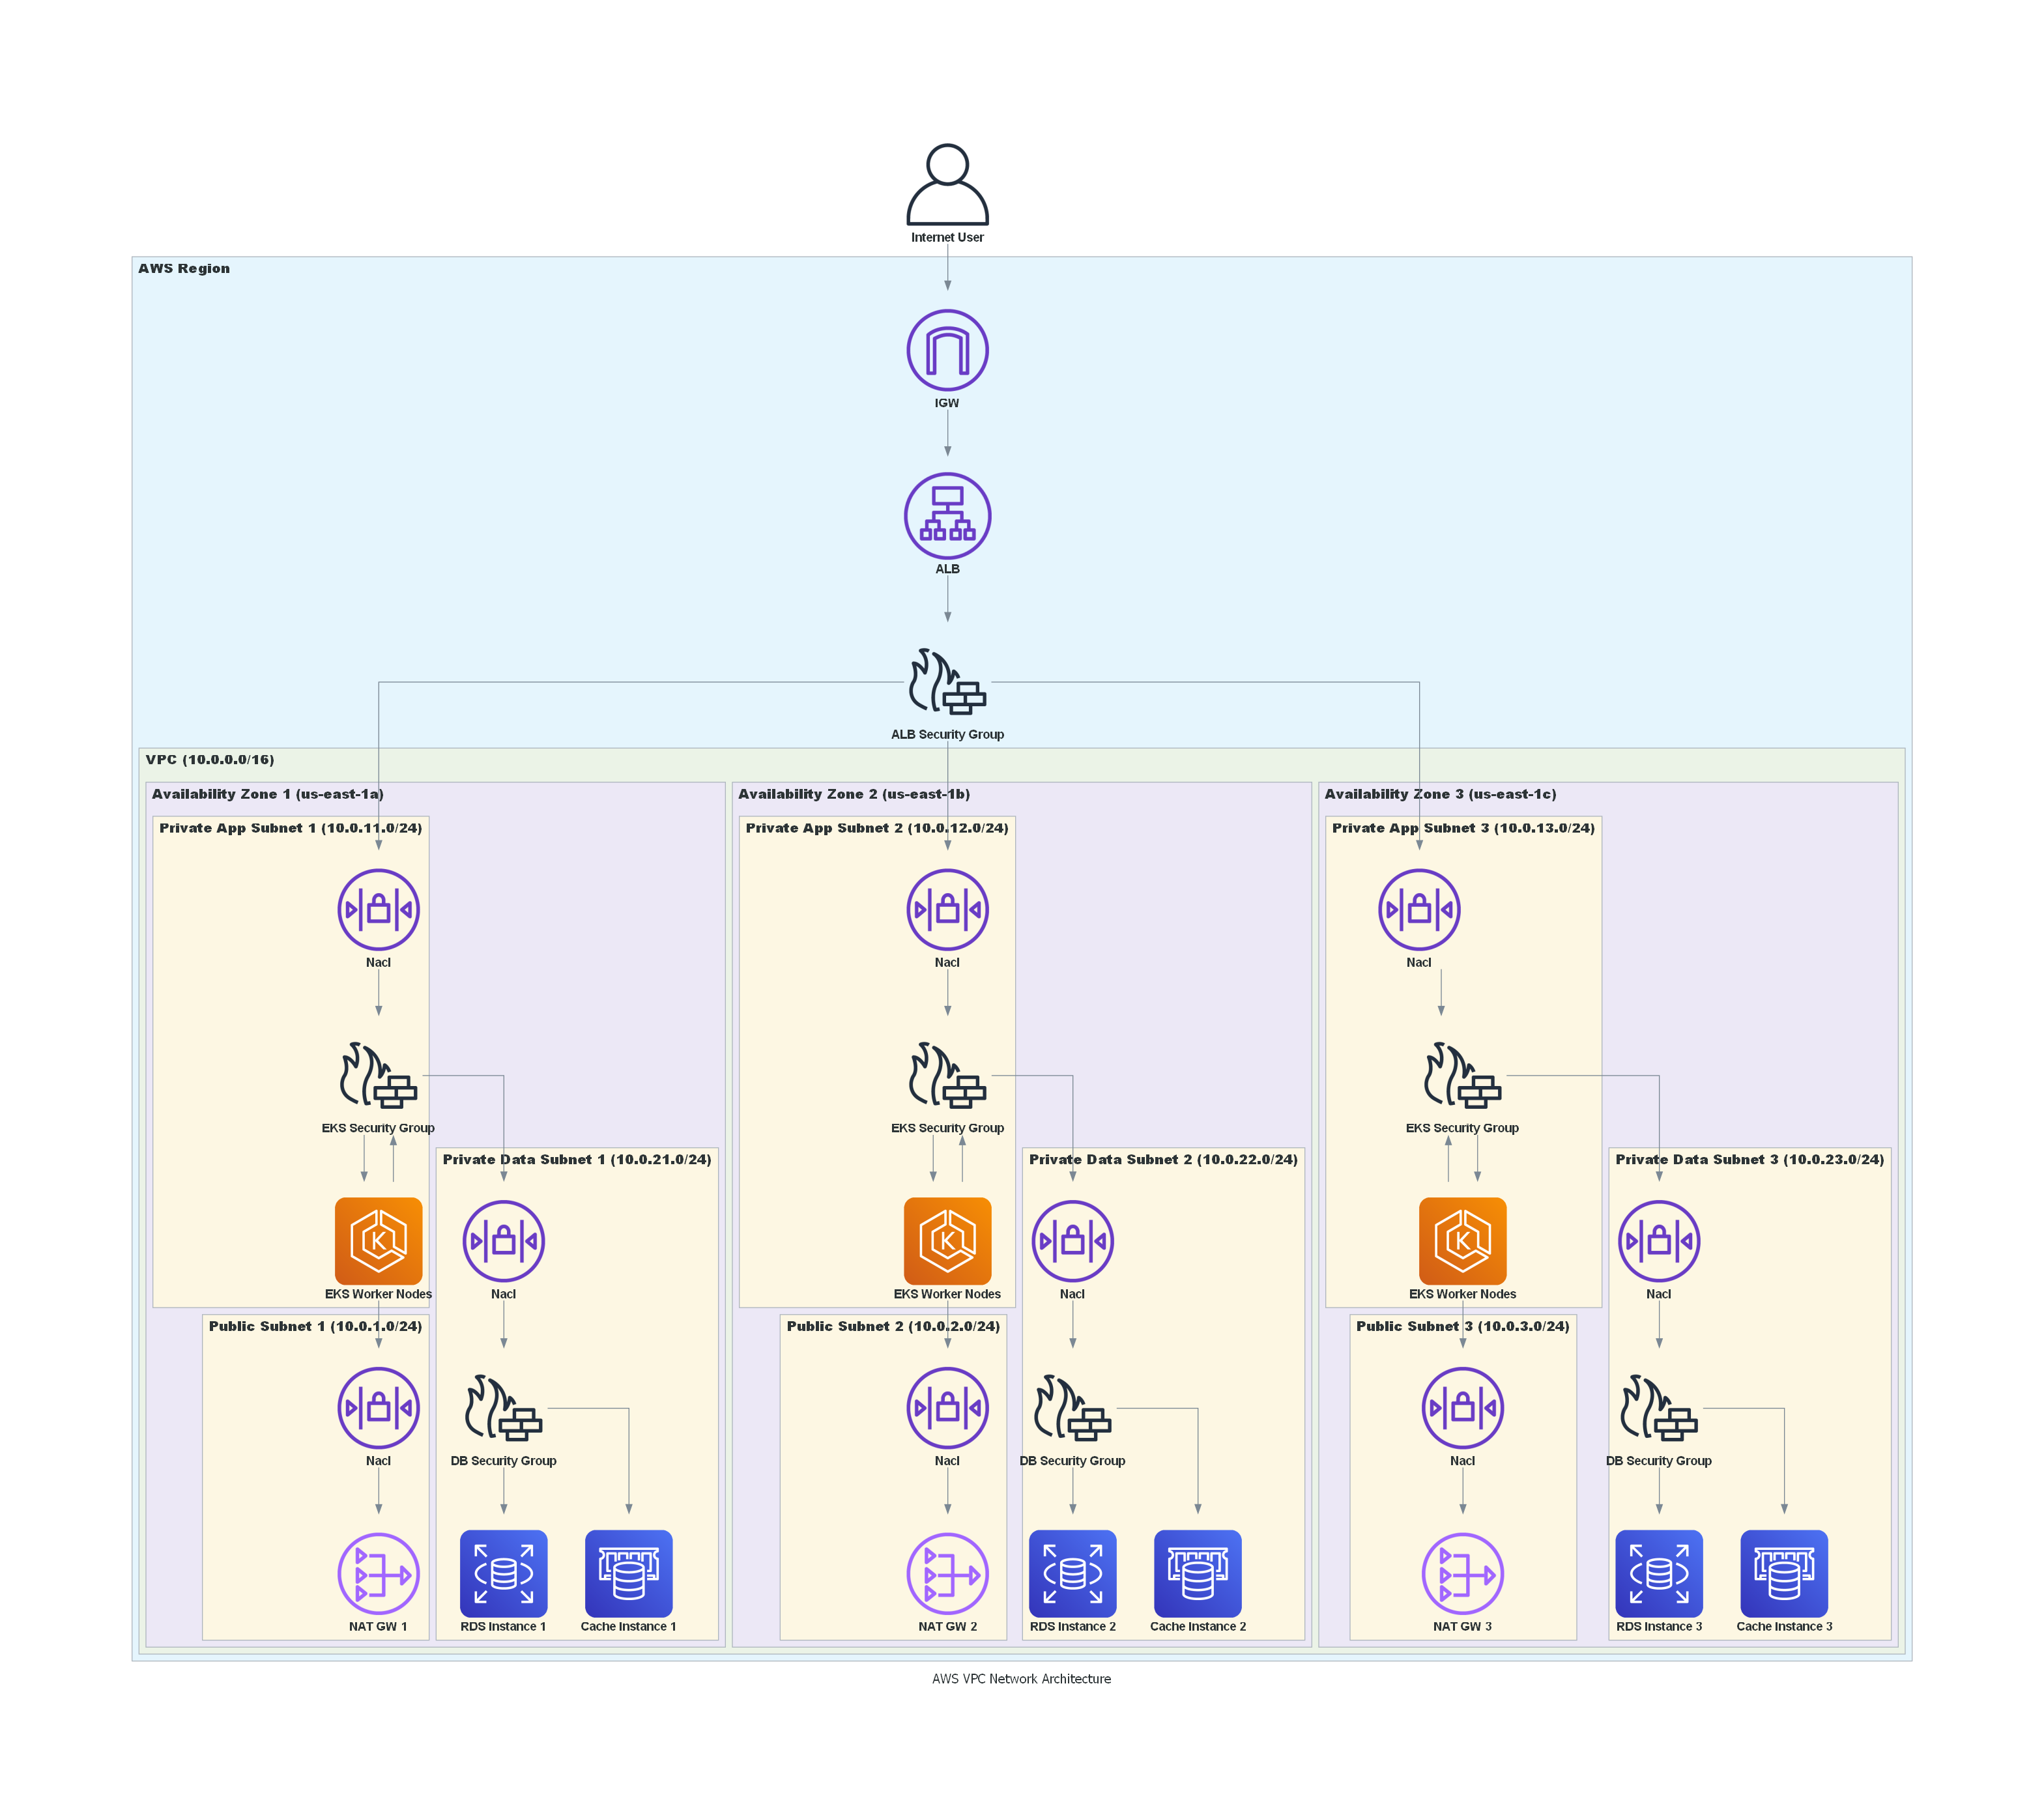 Internet User
AWS Region
IGW
ALB
ALB Security Group
VPC (10.0.0.0/16)
Availability Zone 1 (us-east-1a)
Private App Subnet 1 (10.0.11.0/24)
Nacl
EKS Security Group
EKS Worker Nodes
Private Data Subnet 1 (10.0.21.0/24)
Nacl
DB Security Group
RDS Instance 1
Cache Instance 1
Public Subnet 1 (10.0.1.0/24)
Nacl
NAT GW 1
Availability Zone 2 (us-east-1b)
Private App Subnet 2 (10.0.12.0/24)
Nacl
EKS Security Group
EKS Worker Nodes
Private Data Subnet 2 (10.0.22.0/24)
Nacl
DB Security Group
RDS Instance 2
Cache Instance 2
Public Subnet 2 (10.0.2.0/24)
Nacl
NAT GW 2
Availability Zone 3 (us-east-1c)
Private App Subnet 3 (10.0.13.0/24)
Nacl
EKS Security Group
EKS Worker Nodes
Private Data Subnet 3 (10.0.23.0/24)
Nacl
DB Security Group
RDS Instance 3
Cache Instance 3
Public Subnet 3 (10.0.3.0/24)
Nacl
NAT GW 3
AWS VPC Network Architecture